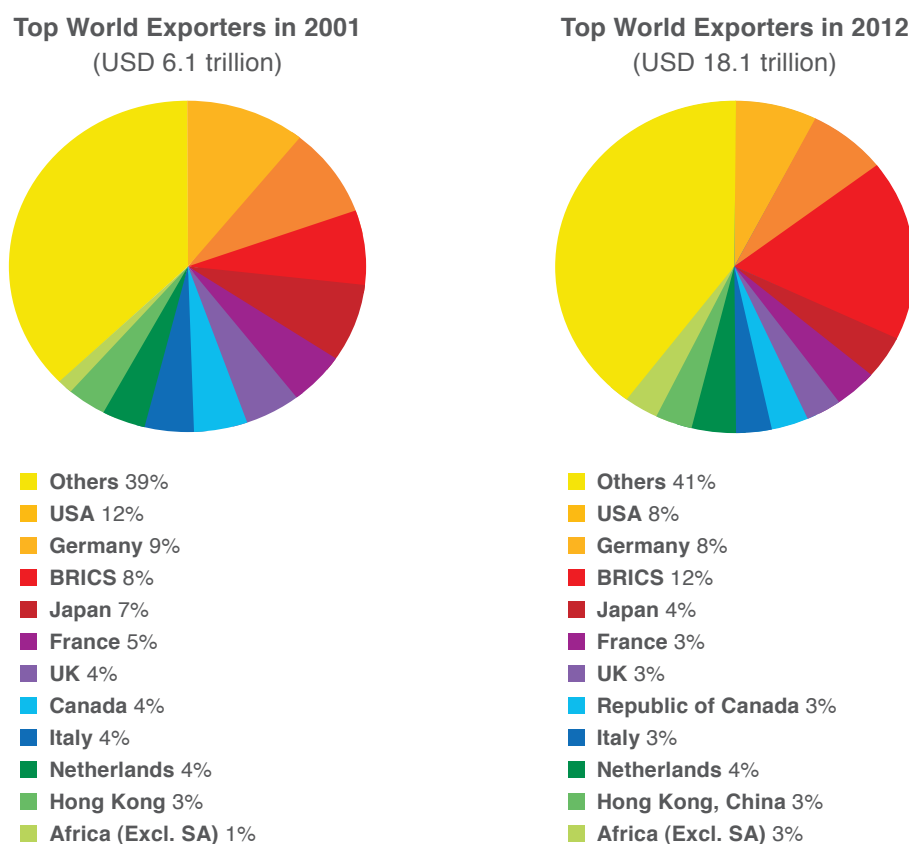 Top World Exporters in 2001
(USD 6.1 trillion)
Others 39%
USA 12%
Germany 9%
BRICS 8%
Japan 7%
France 5%
UK 4%
Canada 4%
Italy 4%
Netherlands 4%
Hong Kong 3%
Africa (Excl. SA) 1%
Top World Exporters in 2012
(USD 18.1 trillion)
Others 41%
USA 8%
Germany 8%
BRICS 12%
Japan 4%
France 3%
UK 3%
Republic of Canada 3%
Italy 3%
Netherlands 4%
Hong Kong, China 3%
Africa (Excl. SA) 3%